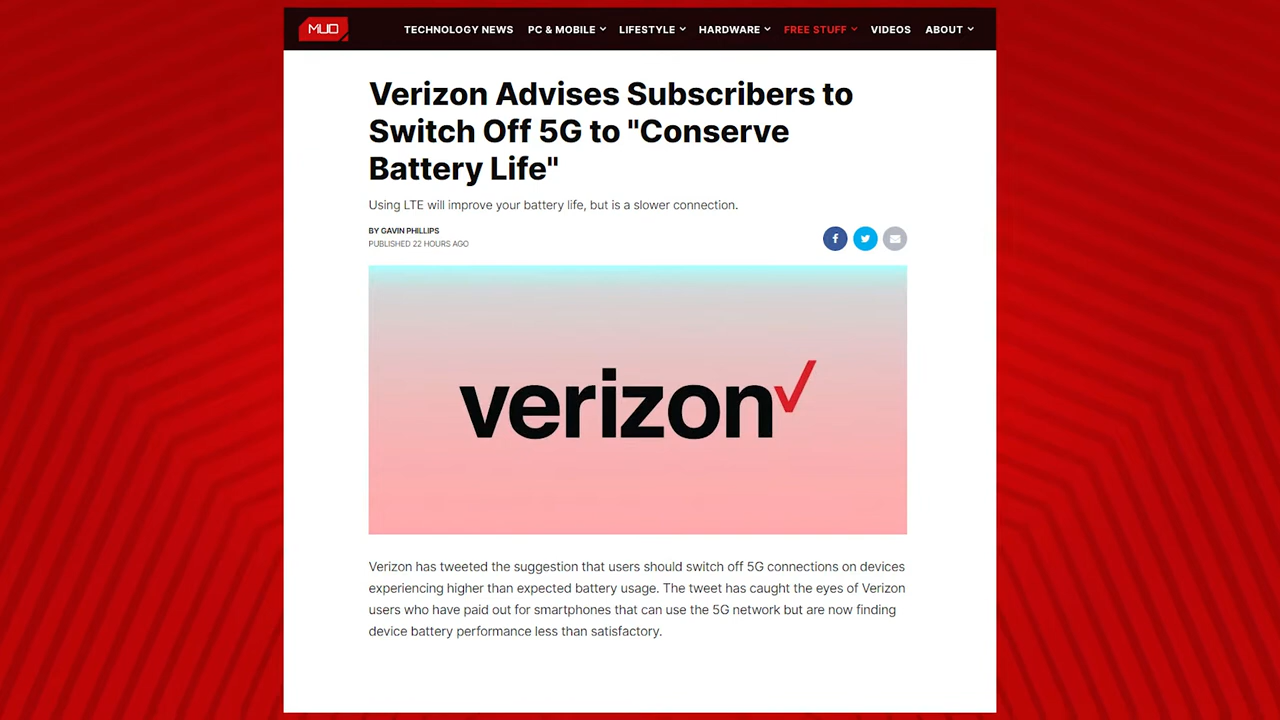 MUO TECHNOLOGY NEWS PC & MOBILE LIFESTYLE HARDWARE FREE STUFF VIDEOS ABOUT
Verizon Advises Subscribers to
Switch Off 5G to "Conserve
Battery Life"
Using LTE will improve your battery life, but is a slower connection.
BY GAVIN PHILLIPS
PUBLISHED 22 HOURS AGO
verizon
Verizon has tweeted the suggestion that users should switch off 5G connections on devices
experiencing higher than expected battery usage. The tweet has caught the eyes of Verizon
users who have paid out for smartphones that can use the 5G network but are now finding
device battery performance less than satisfactory.